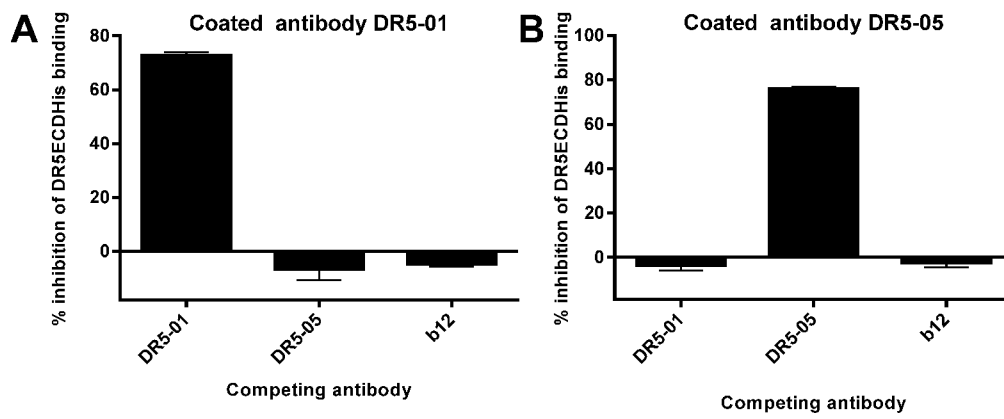 A
Coated antibody DR5-01
% inhibition of DR5ECDHis binding
80
60
40
20
0
DR5-01
DR5-05
b12
Competing antibody
B
Coated antibody DR5-05
% inhibition of DR5ECDHis binding
100
80
60
40
20
0
DR5-01
DR5-05
b12
Competing antibody